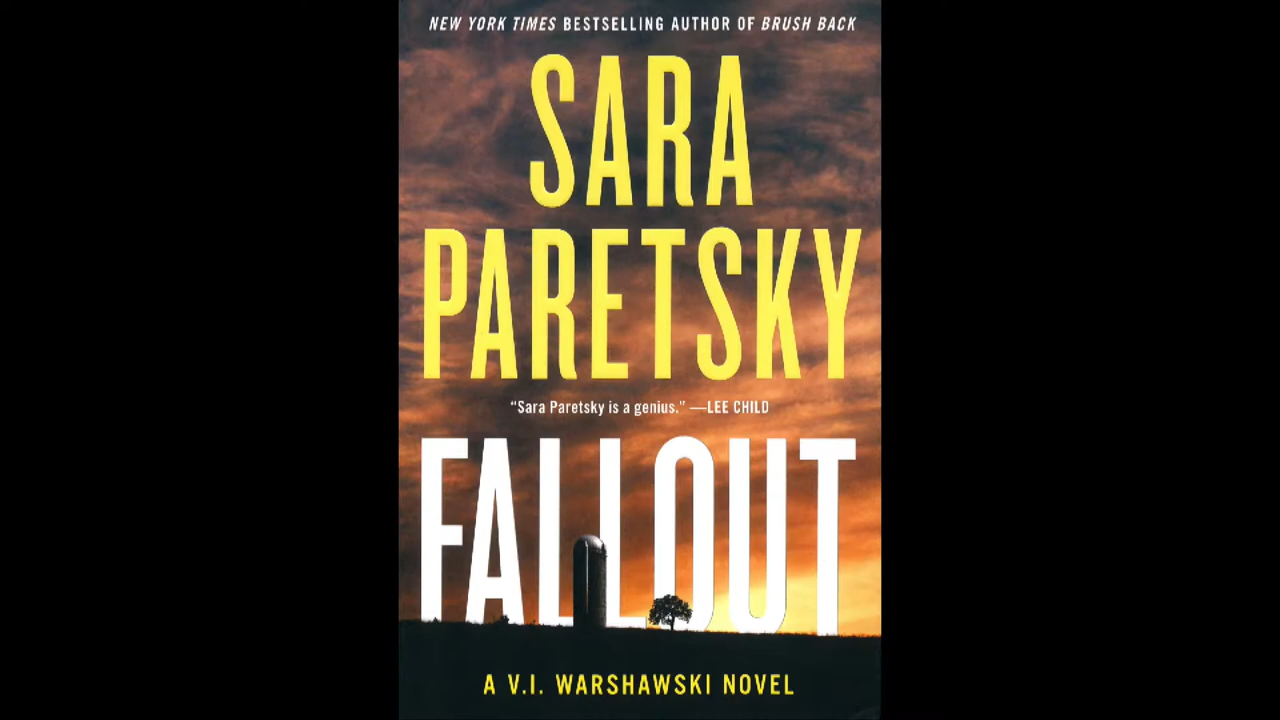 NEW YORK TIMES BESTSELLING AUTHOR OF BRUSH BACK
SARA
PARETSKY
“Sara Paretsky is a genius.” —LEE CHILD
FALLOUT
A V.I. WARSHAWSKI NOVEL